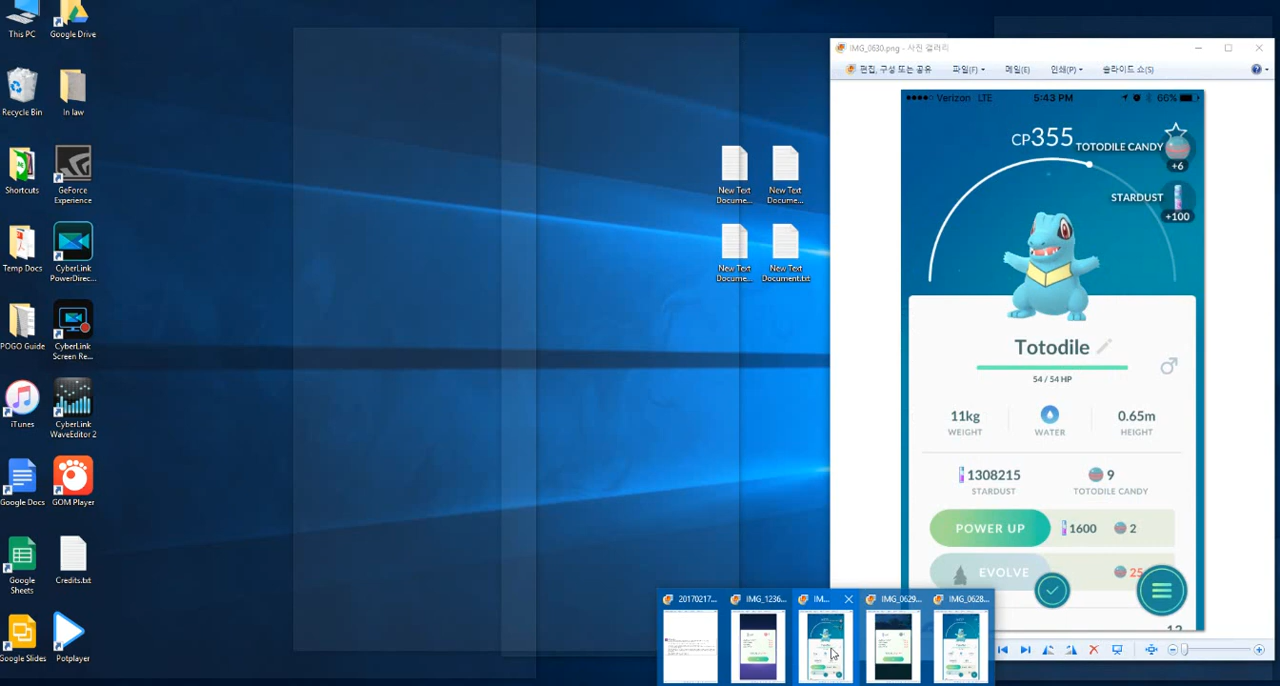 This PC
Google Drive
Recycle Bin
In law
Shortcuts
GeForce
Experience
Temp Docs
CyberLink
PowerDirec...
POGO Guide
CyberLink
Screen Re...
iTunes
CyberLink
WaveEditor 2
Google Docs
GOM Player
Google
Sheets
Credits.txt
Google Slides
Potplayer
New Text
Docume...
New Text
Docume...
New Text
Docume...
New Text
Document.txt
IMG_0630.png - 사진 갤러리
편집, 구성 또는 공유 파일(F) 메일(E) 인쇄(P) 슬라이드 쇼(S)
Verizon LTE 5:43 PM 66%
CP355
TOTODILE CANDY
+6
STARDUST
+100
Totodile
54 / 54 HP
11kg
WEIGHT
WATER
0.65m
HEIGHT
1308215
STARDUST
9
TOTODILE CANDY
POWER UP 1600 2
EVOLVE 25
20170217... IMG_1236... IM... IMG_0629... IMG_0628...